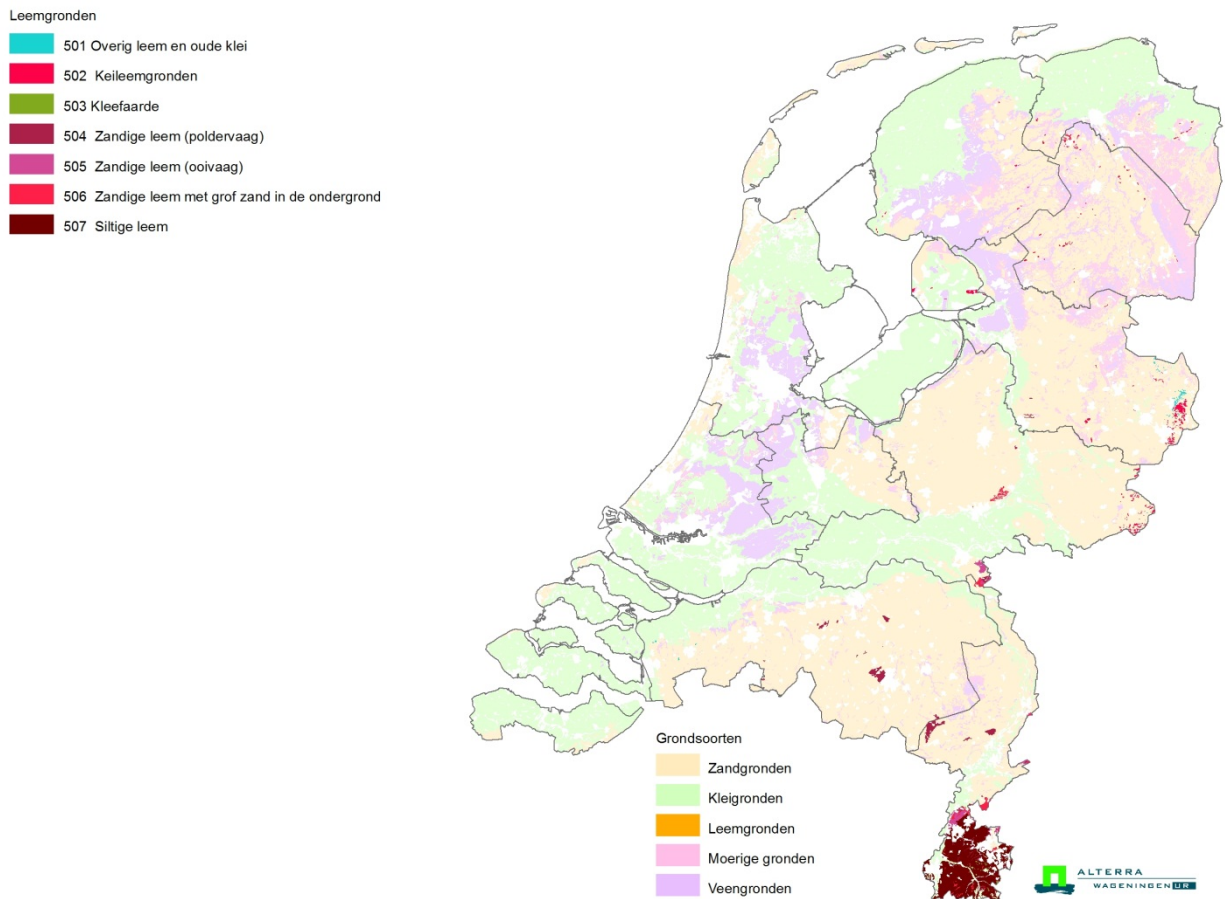 Leemgronden
501 Overig leem en oude klei
502 Keileemgronden
503 Kleefaarde
504 Zandige leem (poldervaag)
505 Zandige leem (ooivaag)
506 Zandige leem met grof zand in de ondergrond
507 Siltige leem
Grondsoorten
Zandgronden
Kleigronden
Leemgronden
Moerige gronden
Veengronden
ALTERRA
WAGENINGEN UR